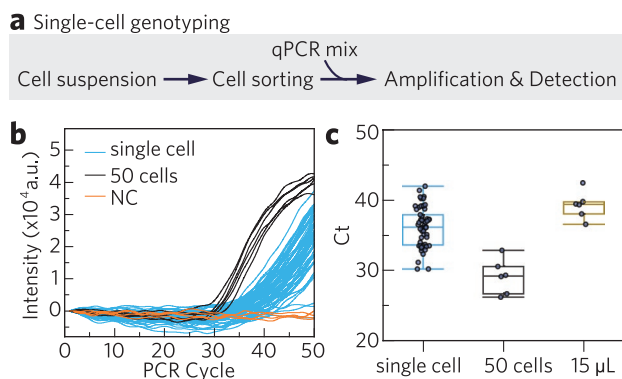 a Single-cell genotyping
qPCR mix
Cell suspension Cell sorting Amplification & Detection
b
single cell
50 cells
NC
Intensity (x10⁴ a.u.)
5
4
3
2
1
0
0 10 20 30 40 50
PCR Cycle
c
Ct
50
40
30
20
single cell 50 cells 15 µL